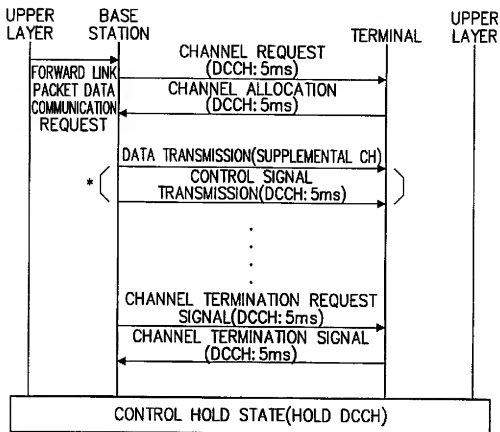 UPPER
LAYER
BASE
STATION
TERMINAL
UPPER
LAYER
FORWARD LINK
PACKET DATA
COMMUNICATION
REQUEST
CHANNEL REQUEST
(DCCH: 5ms)
CHANNEL ALLOCATION
(DCCH: 5ms)
DATA TRANSMISSION(SUPPLEMENTAL CH)
*
CONTROL SIGNAL
TRANSMISSION(DCCH: 5ms)
CHANNEL TERMINATION REQUEST
SIGNAL(DCCH: 5ms)
CHANNEL TERMINATION SIGNAL
(DCCH: 5ms)
CONTROL HOLD STATE(HOLD DCCH)